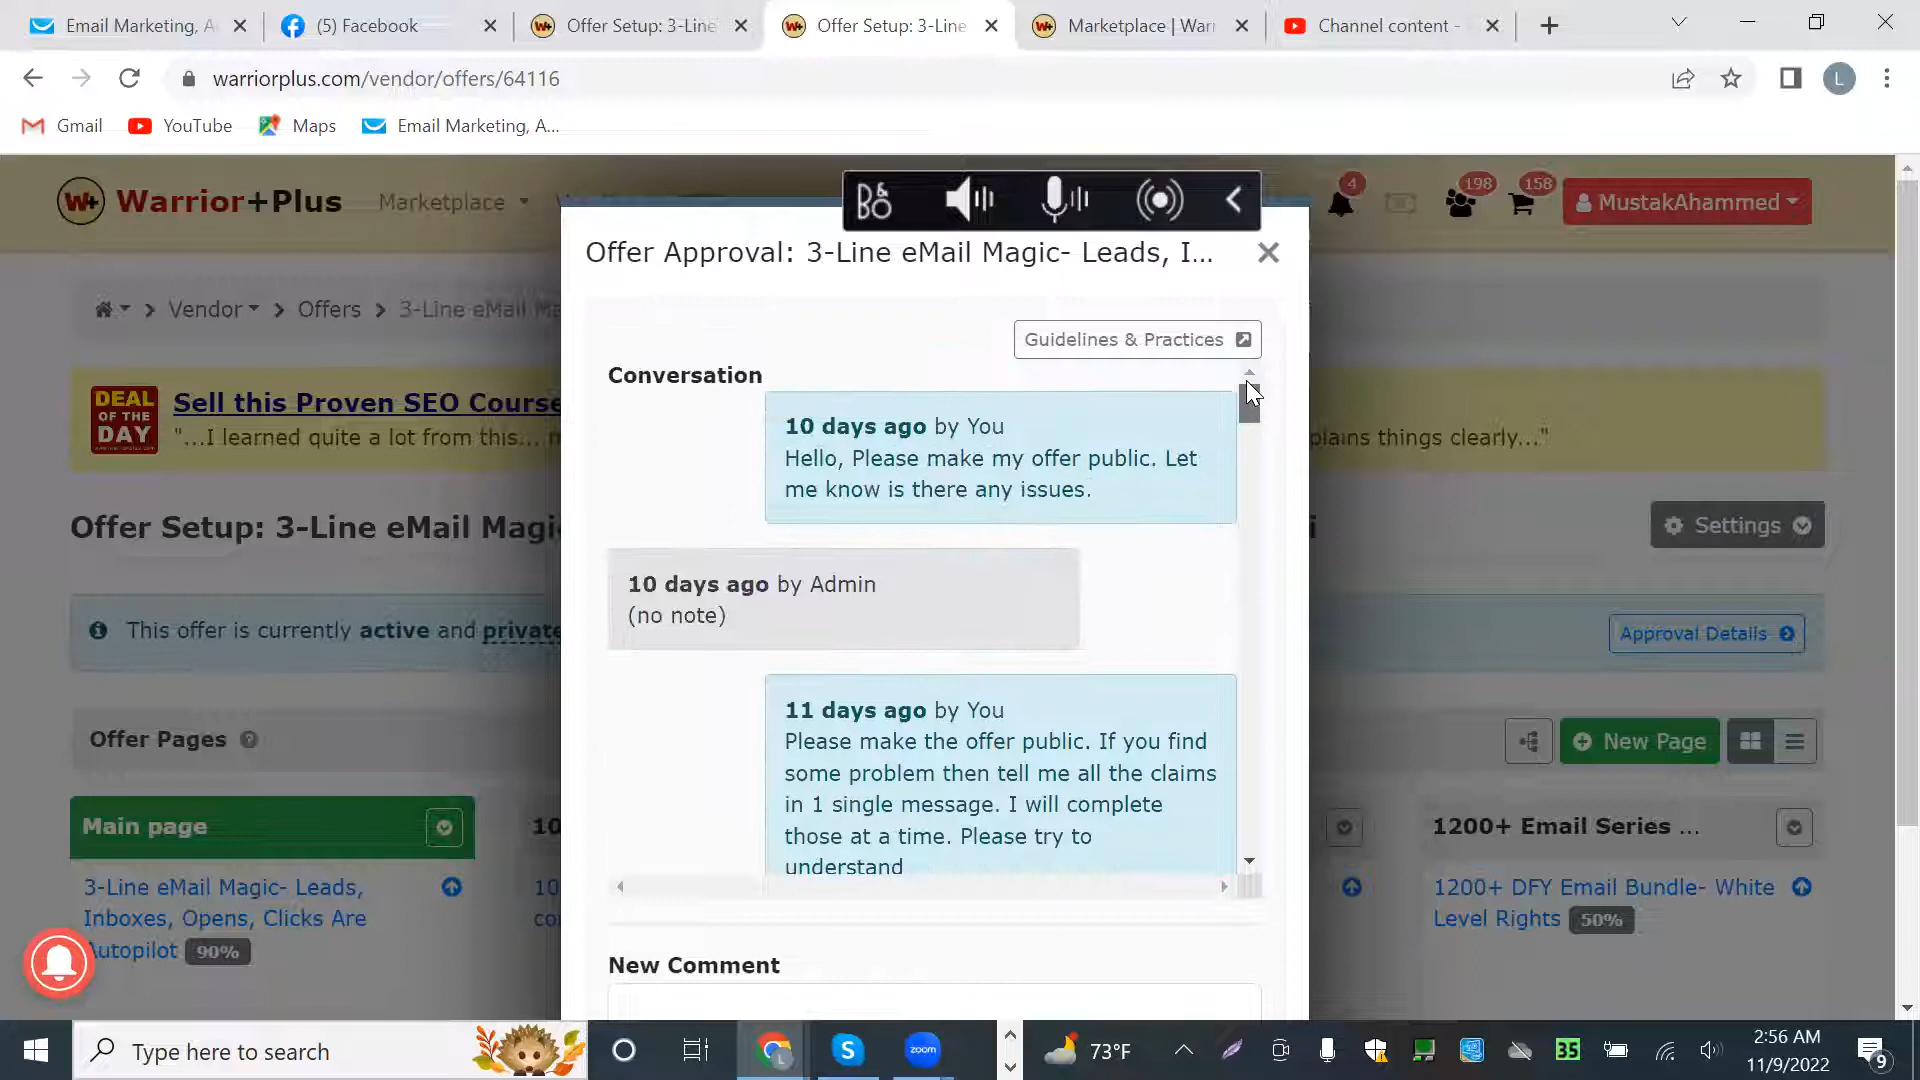 Email Marketing, A
(5) Facebook
Offer Setup: 3-Line
Offer Setup: 3-Line
Marketplace | Warr
Channel content -
warriorplus.com/vendor/offers/64116
L
Gmail
YouTube
Maps
Email Marketing, A...
W+ Warrior+Plus
Marketplace
B&O
4
198
158
MustakAhammed
Offer Approval: 3-Line eMail Magic- Leads, I...
Vendor
Offers
3-Line eMail Ma
DEAL OF THE DAY
Sell this Proven SEO Course
"...I learned quite a lot from this...
plains things clearly..."
Guidelines & Practices
Conversation
10 days ago by You
Hello, Please make my offer public. Let
me know is there any issues.
Offer Setup: 3-Line eMail Mag
Settings
10 days ago by Admin
(no note)
This offer is currently active and private
Approval Details
11 days ago by You
Please make the offer public. If you find
some problem then tell me all the claims
in 1 single message. I will complete
those at a time. Please try to
understand
Offer Pages
New Page
Main page
10
1200+ Email Series ...
3-Line eMail Magic- Leads,
Inboxes, Opens, Clicks Are
Autopilot 90%
10
1200+ DFY Email Bundle- White
Level Rights 50%
New Comment
Type here to search
zoom
73°F
35
2:56 AM
11/9/2022
9